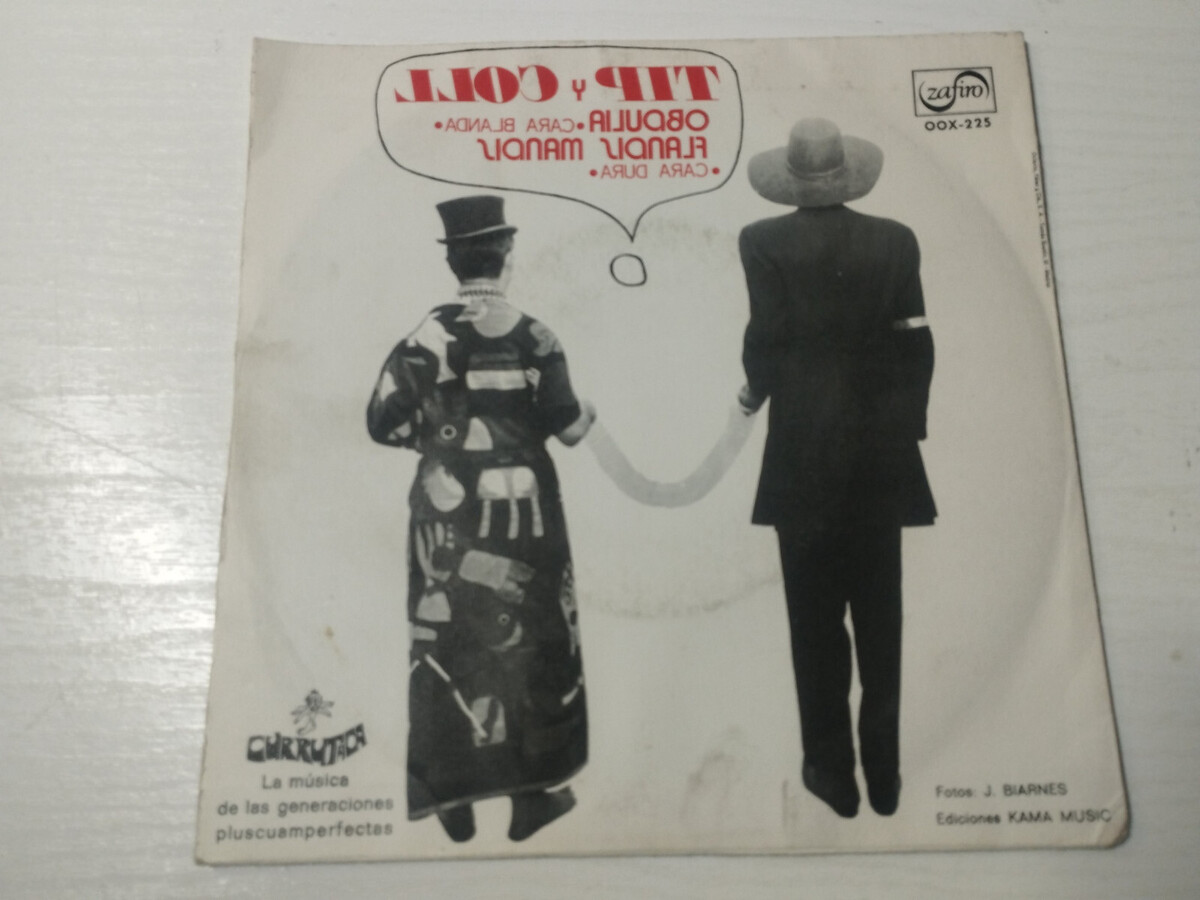 TIP Y COLL
OBDULIA •CARA BLANDA•
FLANDIS MANDIS
•CARA DURA•
zafiro
OOX-225
CURRUTACA
La música
de las generaciones
pluscuamperfectas
Fotos: J. BIARNES
Ediciones KAMA MUSIC